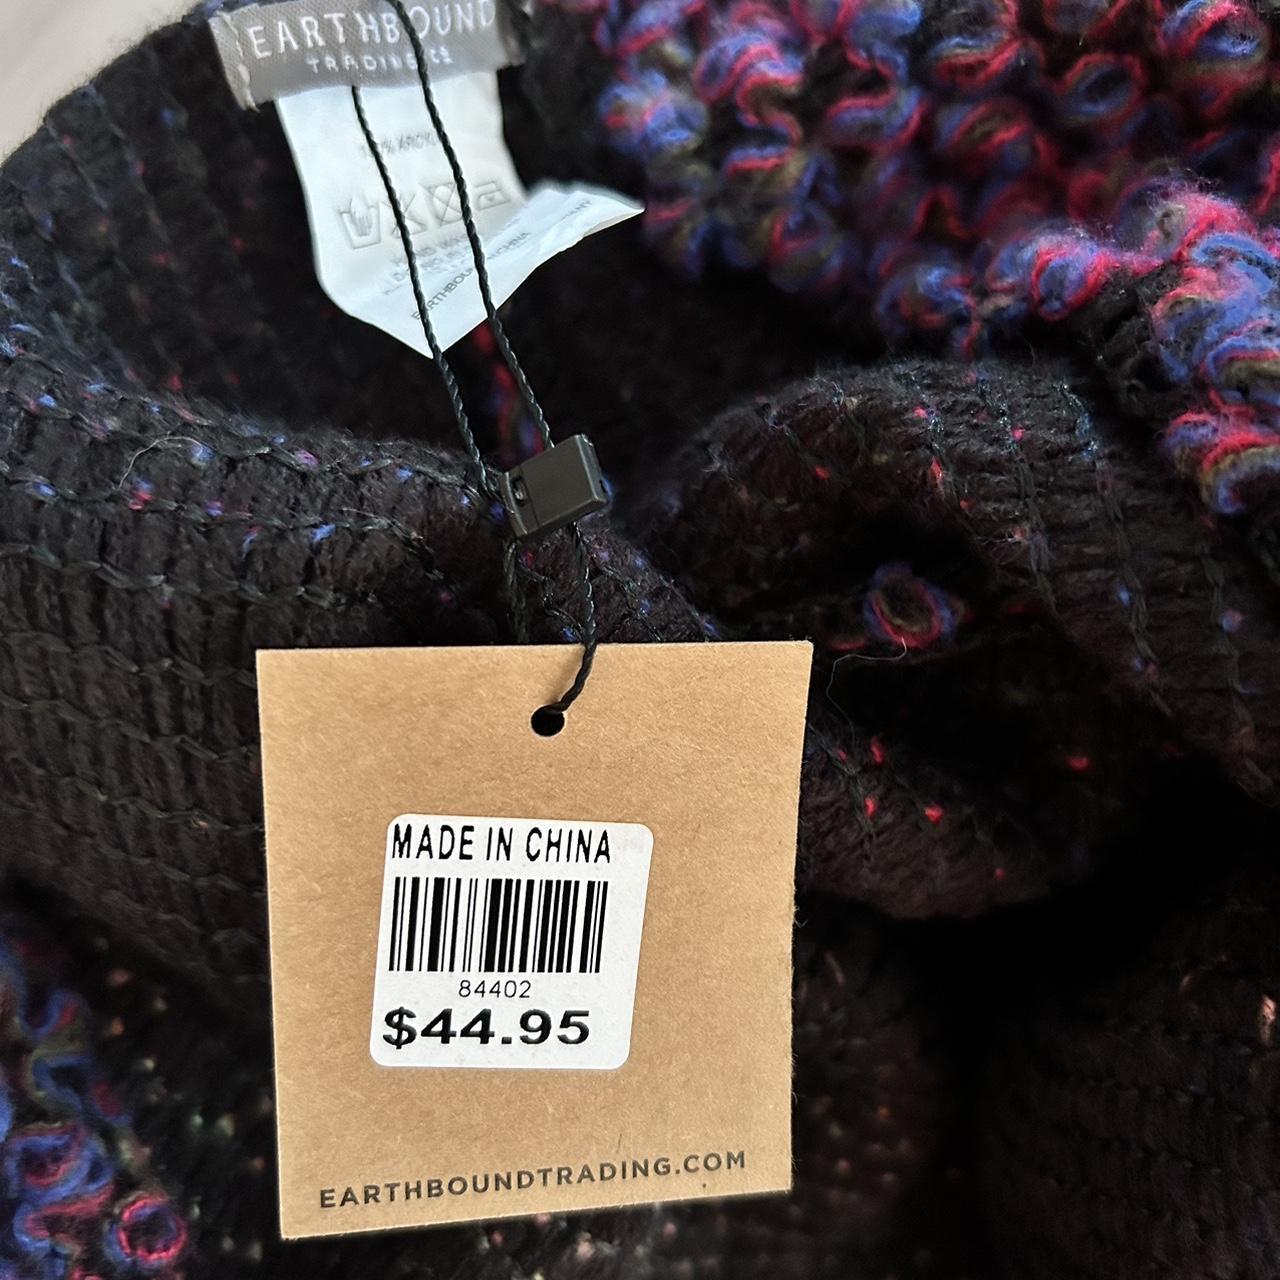 EARTHBOUND
TRADING CO
MADE IN CHINA
84402
$44.95
EARTHBOUNDTRADING.COM